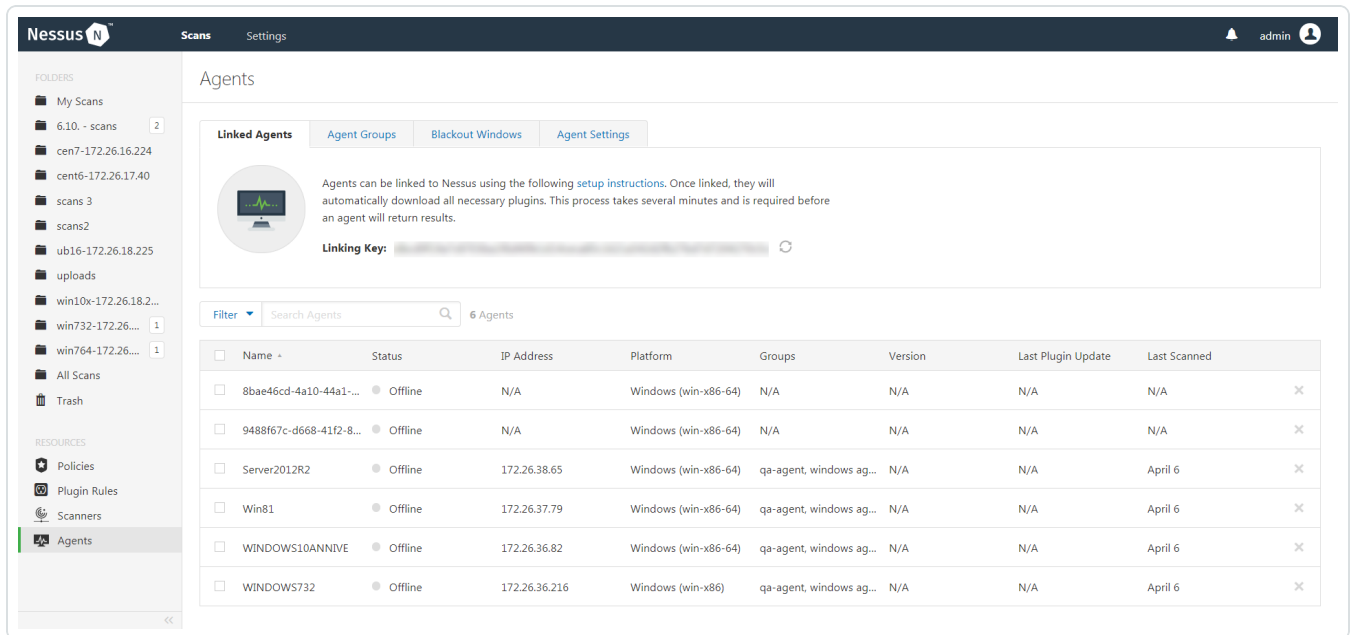 Nessus N ™ Scans Settings admin
FOLDERS
My Scans
6.10. - scans 2
cen7-172.26.16.224
cent6-172.26.17.40
scans 3
scans2
ub16-172.26.18.225
uploads
win10x-172.26.18.2...
win732-172.26.... 1
win764-172.26.... 1
All Scans
Trash
RESOURCES
Policies
Plugin Rules
Scanners
Agents
Agents
Linked Agents Agent Groups Blackout Windows Agent Settings
Agents can be linked to Nessus using the following setup instructions. Once linked, they will
automatically download all necessary plugins. This process takes several minutes and is required before
an agent will return results.
Linking Key:
Filter Search Agents 6 Agents
Name Status IP Address Platform Groups Version Last Plugin Update Last Scanned
8bae46cd-4a10-44a1-... Offline N/A Windows (win-x86-64) N/A N/A N/A N/A
9488f67c-d668-41f2-8... Offline N/A Windows (win-x86-64) N/A N/A N/A N/A
Server2012R2 Offline 172.26.38.65 Windows (win-x86-64) qa-agent, windows ag... N/A N/A April 6
Win81 Offline 172.26.37.79 Windows (win-x86-64) qa-agent, windows ag... N/A N/A April 6
WINDOWS10ANNIVE Offline 172.26.36.82 Windows (win-x86-64) qa-agent, windows ag... N/A N/A April 6
WINDOWS732 Offline 172.26.36.216 Windows (win-x86) qa-agent, windows ag... N/A N/A April 6